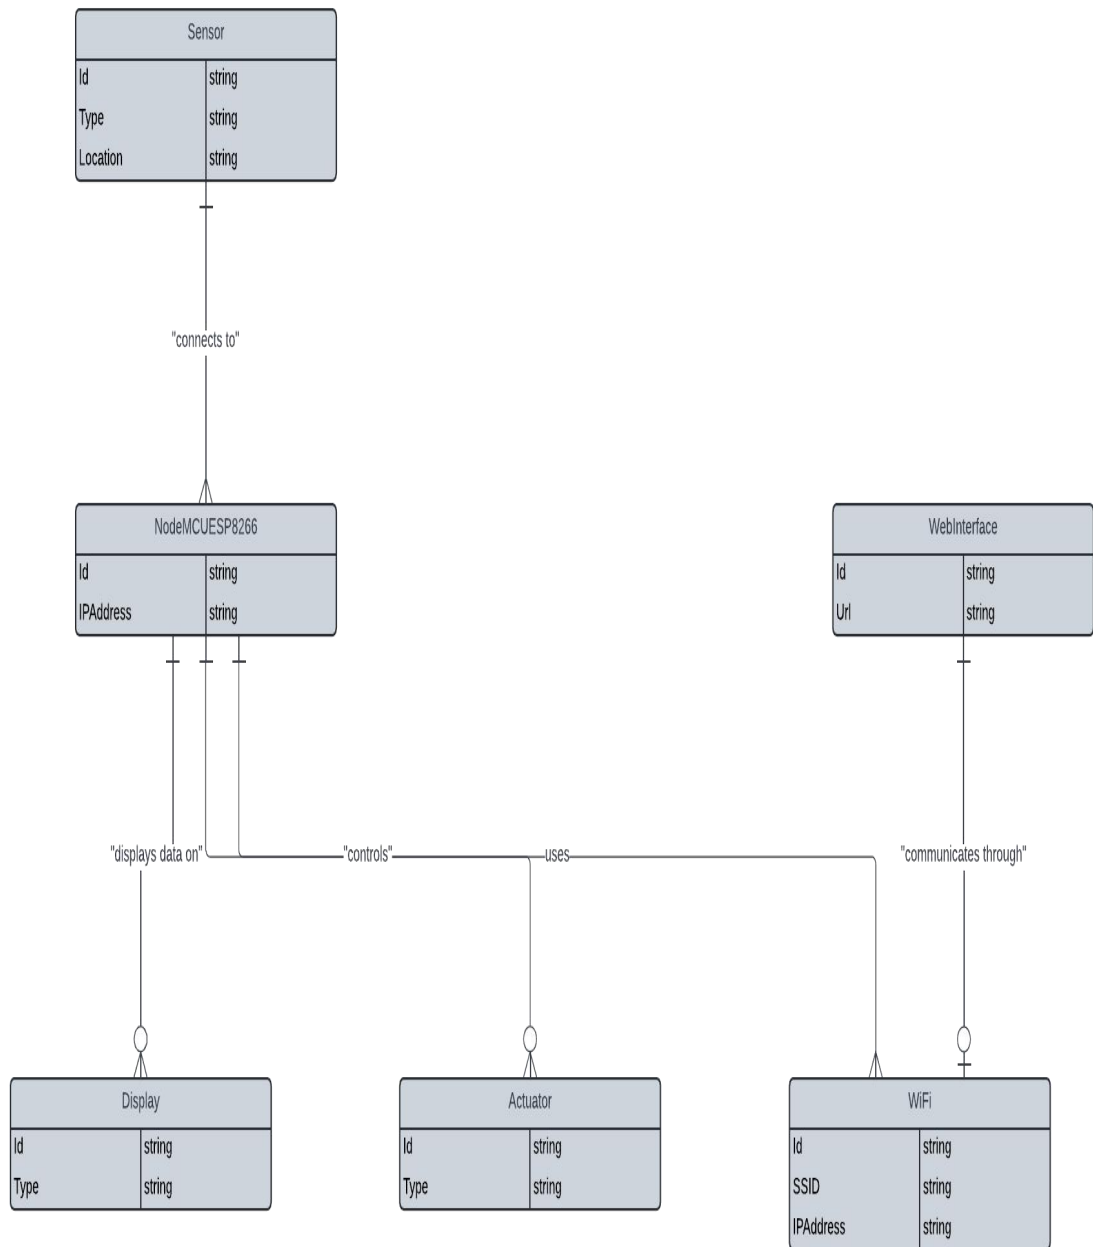 Sensor
Id string
Type string
Location string
"connects to"
NodeMCUESP8266
Id string
IPAddress string
WebInterface
Id string
Url string
"displays data on"
"controls"
uses
"communicates through"
Display
Id string
Type string
Actuator
Id string
Type string
WiFi
Id string
SSID string
IPAddress string